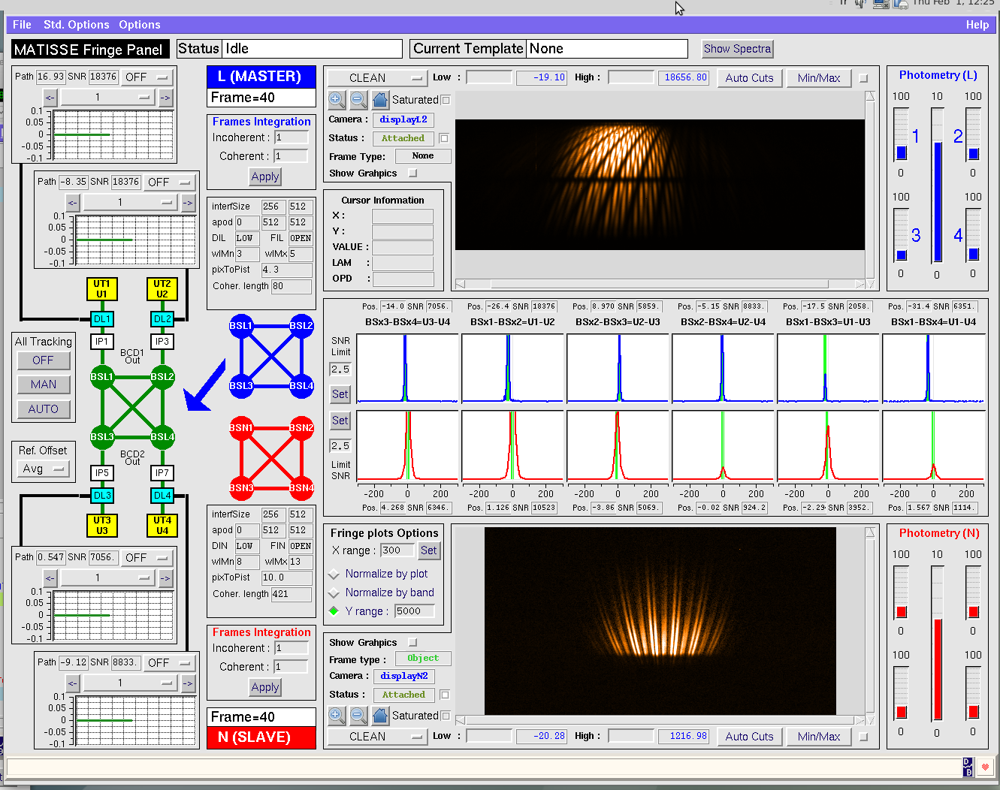 Thu Feb 1, 12:25
File Std. Options Options Help
MATISSE Fringe Panel Status Idle Current Template None Show Spectra
Path 16.93 SNR 18376 OFF
<- 1 ->
0.1
0.05
0
-0.05
-0.1
Path -8.35 SNR 18376 OFF
<- 1 ->
0.1
0.05
0
-0.05
-0.1
UT1 U1
UT2 U2
DL1 DL2
IP1 IP3
BCD1 Out
BSL1 BSL2
BSL3 BSL4
BCD2 Out
IP5 IP7
DL3 DL4
UT3 U3
UT4 U4
All Tracking
OFF
MAN
AUTO
Ref. Offset
Avg
Path 0.547 SNR 7056. OFF
<- 1 ->
0.1
0.05
0
-0.05
-0.1
Path -9.12 SNR 8833. OFF
<- 1 ->
0.1
0.05
0
-0.05
-0.1
L (MASTER)
Frame=40
Frames Integration
Incoherent : 1
Coherent : 1
Apply
interfSize 256 512
apod 0 512 512
DIL LOW FIL OPEN
wlMn 3 wlMx 5
pixToPist 4.3
Coher. length 80
BSL1 BSL2
BSL3 BSL4
BSN1 BSN2
BSN3 BSN4
interfSize 256 512
apod 0 512 512
DIN LOW FIN OPEN
wlMn 8 wlMx 13
pixToPist 10.0
Coher. length 421
Frames Integration
Incoherent : 1
Coherent : 1
Apply
Frame=40
N (SLAVE)
CLEAN Low : -19.10 High : 18656.80 Auto Cuts Min/Max
Saturated
Camera : displayL2
Status : Attached
Frame Type: None
Show Grahpics
Cursor Information
X :
Y :
VALUE :
LAM :
OPD :
Photometry (L)
100 10 100
1 2
0 0
100 100
3 4
0 0 0
Pos. -14.0 SNR 7056. Pos. -26.4 SNR 18376 Pos. 8.970 SNR 5859. Pos. -5.15 SNR 8833. Pos. -17.5 SNR 2058. Pos. -31.4 SNR 6351.
BSx3-BSx4=U3-U4 BSx1-BSx2=U1-U2 BSx2-BSx3=U2-U3 BSx2-BSx4=U2-U4 BSx1-BSx3=U1-U3 BSx1-BSx4=U1-U4
SNR
Limit
2.5
Set
Set
2.5
Limit
SNR
-200 0 200 -200 0 200 -200 0 200 -200 0 200 -200 0 200 -200 0 200
Pos. 4.268 SNR 6346. Pos. 1.126 SNR 10523 Pos. -3.86 SNR 5069. Pos. -0.02 SNR 924.2 Pos. -2.29 SNR 3952. Pos. 1.567 SNR 1114.
Fringe plots Options
X range : 300 Set
Normalize by plot
Normalize by band
Y range : 5000
Show Grahpics
Frame type : Object
Camera : displayN2
Status : Attached
Saturated
CLEAN Low : -20.28 High : 1216.98 Auto Cuts Min/Max
Photometry (N)
100 10 100
0 0
100 100
0 0 0